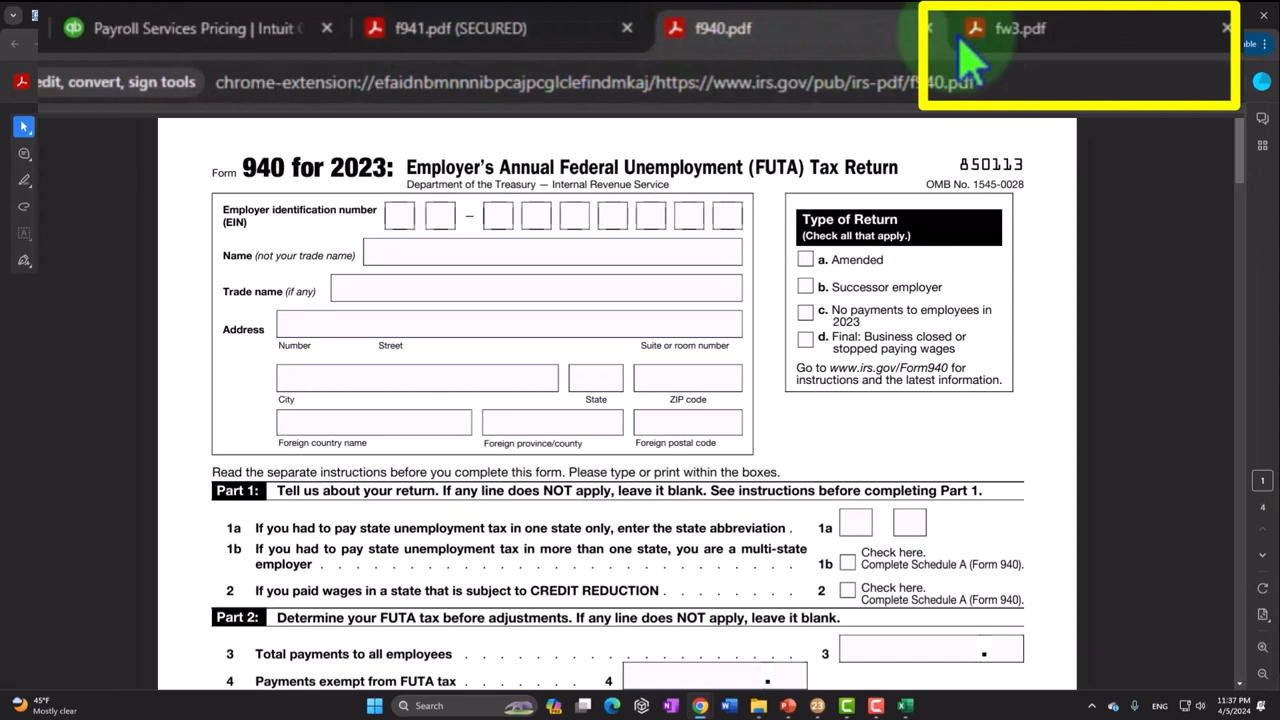 Payroll Services Pricing | Intuit
f941.pdf (SECURED)
f940.pdf
fw3.pdf
able
edit, convert, sign tools
chrome-extension://efaidnbmnnnibpcajpcglclefindmkaj/https://www.irs.gov/pub/irs-pdf/f940.pdf
Form 940 for 2023: Employer's Annual Federal Unemployment (FUTA) Tax Return
850113
Department of the Treasury — Internal Revenue Service
OMB No. 1545-0028
Employer identification number
(EIN)
–
Name (not your trade name)
Trade name (if any)
Address
Number Street Suite or room number
City State ZIP code
Foreign country name Foreign province/county Foreign postal code
Type of Return
(Check all that apply.)
a. Amended
b. Successor employer
c. No payments to employees in
2023
d. Final: Business closed or
stopped paying wages
Go to www.irs.gov/Form940 for
instructions and the latest information.
Read the separate instructions before you complete this form. Please type or print within the boxes.
Part 1: Tell us about your return. If any line does NOT apply, leave it blank. See instructions before completing Part 1.
1a If you had to pay state unemployment tax in one state only, enter the state abbreviation . 1a
1b If you had to pay state unemployment tax in more than one state, you are a multi-state
employer . . . . . . . . . . . . . . . . . . . . 1b
Check here.
Complete Schedule A (Form 940).
2 If you paid wages in a state that is subject to CREDIT REDUCTION . . . . . . 2
Check here.
Complete Schedule A (Form 940).
Part 2: Determine your FUTA tax before adjustments. If any line does NOT apply, leave it blank.
3 Total payments to all employees . . . . . . . . . . . . . . 3 .
4 Payments exempt from FUTA tax . . . . . . 4 .
1
4
45°F
Mostly clear
Search
23
ENG
11:37 PM
4/5/2024